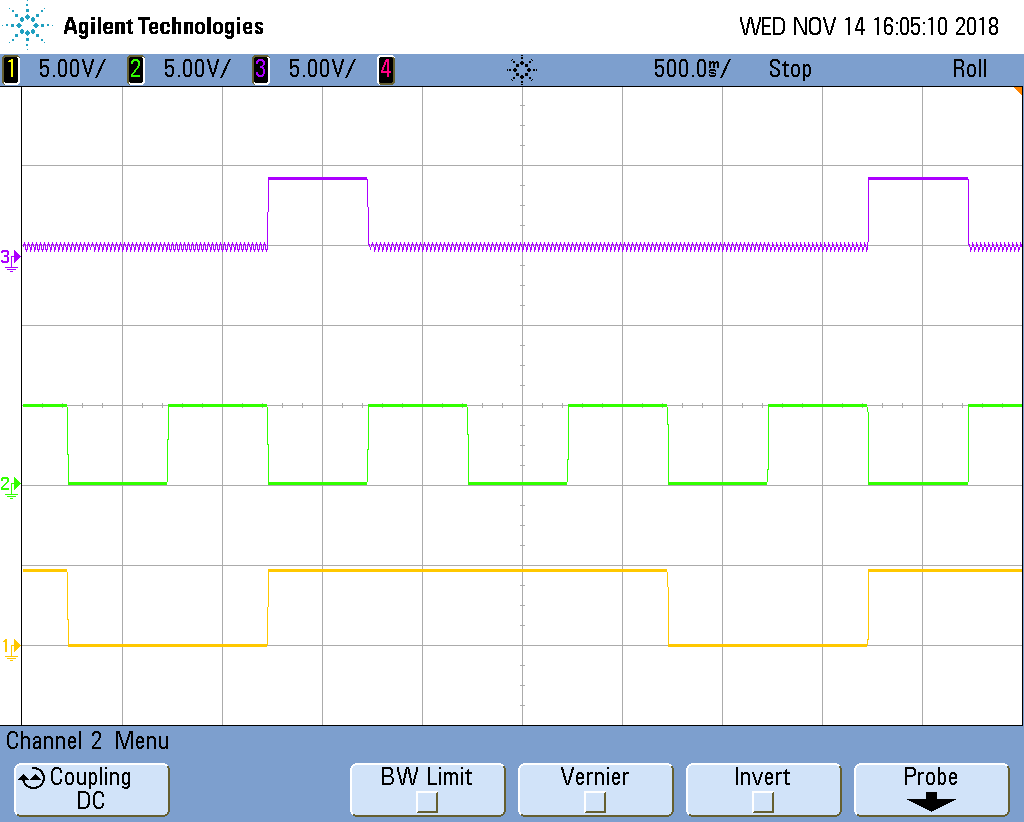 Agilent Technologies WED NOV 14 16:05:10 2018
1 5.00V/ 2 5.00V/ 3 5.00V/ 4 500.0ms/ Stop Roll
3
2
1
Channel 2 Menu
Coupling BW Limit Vernier Invert Probe
DC